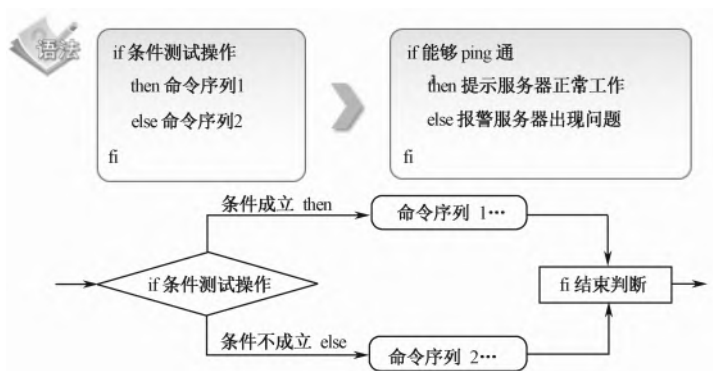 语法
if 条件测试操作
then 命令序列1
else 命令序列2
fi
if 能够 ping 通
then 提示服务器正常工作
else 报警服务器出现问题
fi
条件成立 then
命令序列 1…
if 条件测试操作
fi 结束判断
条件不成立 else
命令序列 2…